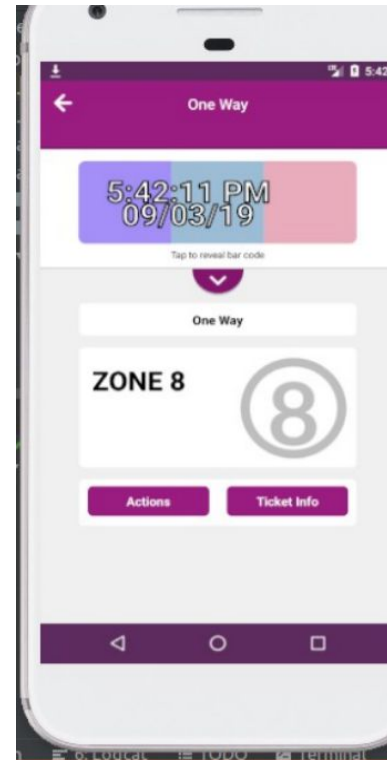 5:42
One Way
5:42:11 PM
09/03/19
Tap to reveal bar code
One Way
ZONE 8
8
Actions
Ticket Info
6: Logcat
TODO
Terminal